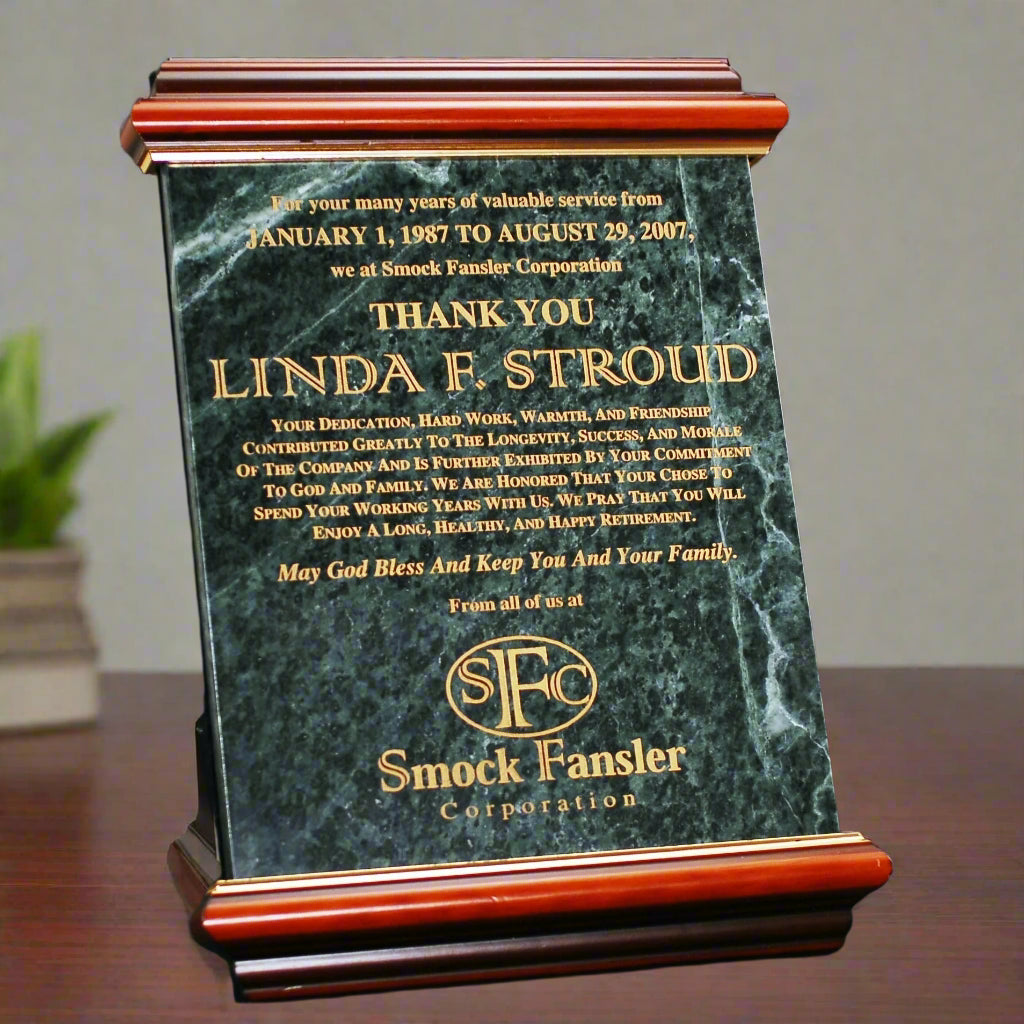 For your many years of valuable service from
JANUARY 1, 1987 TO AUGUST 29, 2007,
we at Smock Fansler Corporation
THANK YOU
LINDA F. STROUD
YOUR DEDICATION, HARD WORK, WARMTH, AND FRIENDSHIP
CONTRIBUTED GREATLY TO THE LONGEVITY, SUCCESS, AND MORALE
OF THE COMPANY AND IS FURTHER EXHIBITED BY YOUR COMMITMENT
TO GOD AND FAMILY. WE ARE HONORED THAT YOUR CHOSE TO
SPEND YOUR WORKING YEARS WITH US. WE PRAY THAT YOU WILL
ENJOY A LONG, HEALTHY, AND HAPPY RETIREMENT.
May God Bless And Keep You And Your Family.
From all of us at
SFC
Smock Fansler
Corporation